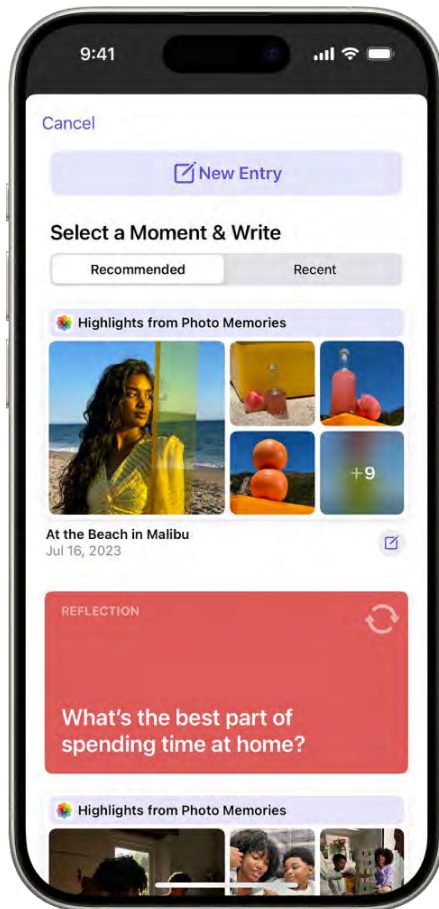 9:41
Cancel
New Entry
Select a Moment & Write
Recommended
Recent
Highlights from Photo Memories
+9
At the Beach in Malibu
Jul 16, 2023
REFLECTION
What's the best part of
spending time at home?
Highlights from Photo Memories